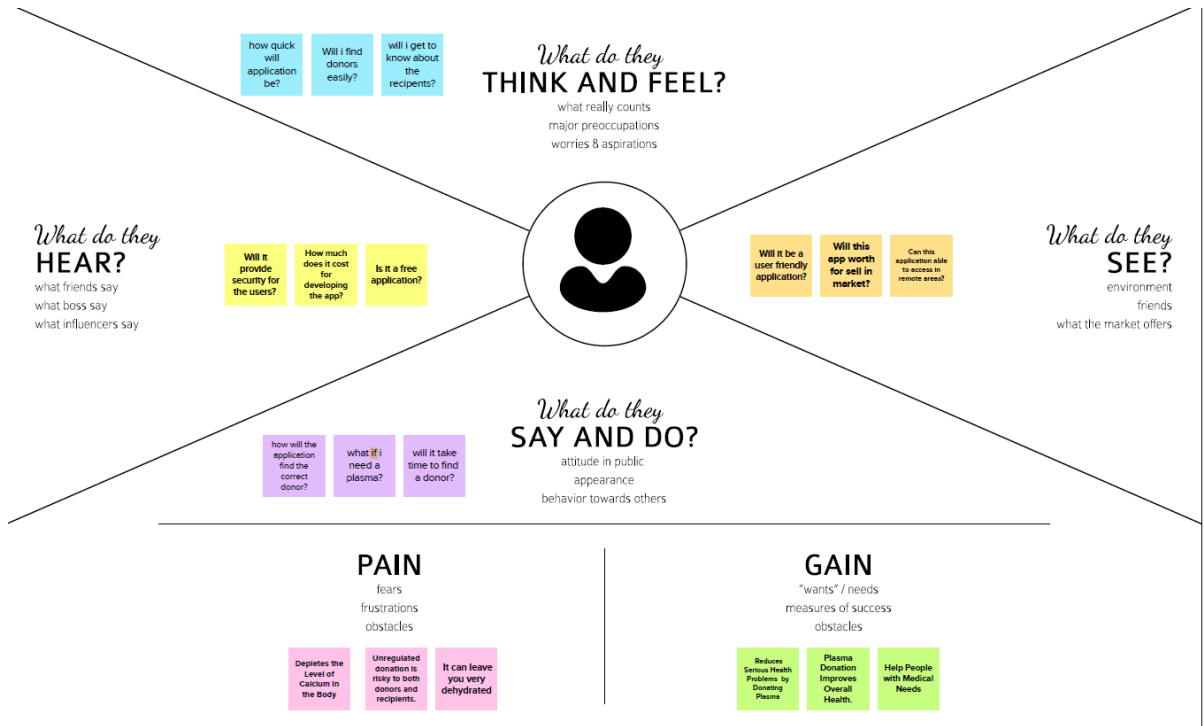 how quick
will
application
be?
Will i find
donors
easily?
will i get to
know about
the
recipents?
What do they
THINK AND FEEL?
what really counts
major preoccupations
worries & aspirations
What do they
HEAR?
what friends say
what boss say
what influencers say
Will it
provide
security for
the users?
How much
does it cost
for
developing
the app?
Is it a free
application?
Will it be a
user friendly
application?
Will this
app worth
for sell in
market?
Can this
application able
to access in
remote areas?
What do they
SEE?
environment
friends
what the market offers
What do they
SAY AND DO?
attitude in public
appearance
behavior towards others
how will the
application
find the
correct
donor?
what if i
need a
plasma?
will it take
time to find
a donor?
PAIN
fears
frustrations
obstacles
Depletes the
Level of
Calcium in
the Body
Unregulated
donation is
risky to both
donors and
recipients.
It can leave
you very
dehydrated
GAIN
"wants" / needs
measures of success
obstacles
Reduces
Serious Health
Problems by
Donating
Plasma
Plasma
Donation
Improves
Overall
Health.
Help People
with Medical
Needs